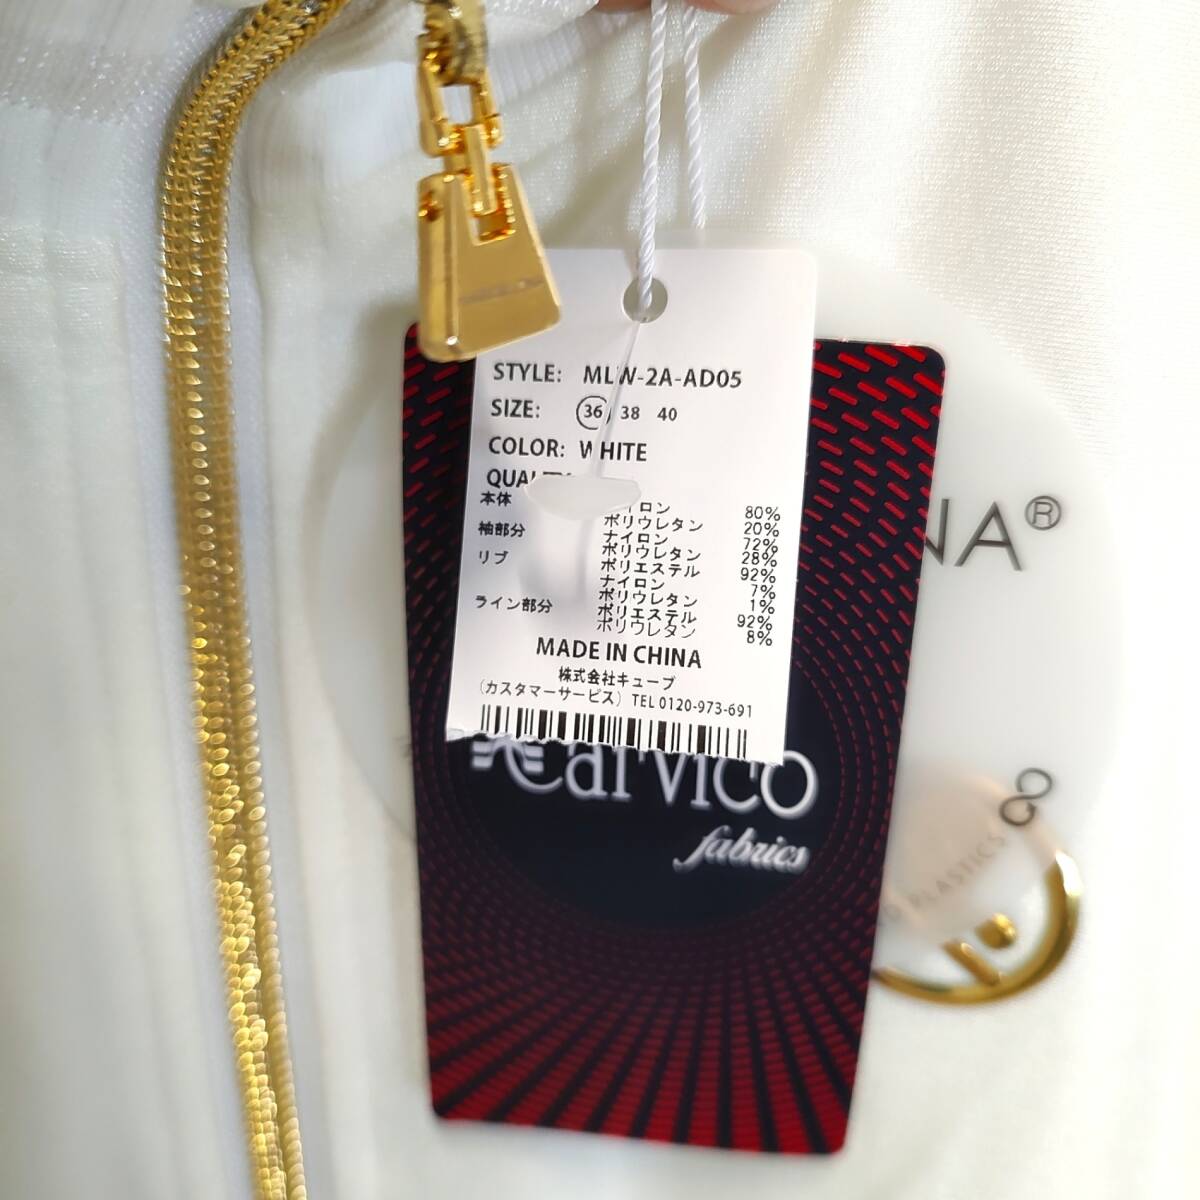 STYLE: MLW-2A-AD05
SIZE: 36 38 40
COLOR: WHITE
本体 80%
ポリウレタン 20%
袖部分 ナイロン 72%
ポリウレタン 28%
リブ ポリエステル 92%
ナイロン 7%
ポリウレタン 1%
ライン部分 ポリエステル 92%
ポリウレタン 8%
MADE IN CHINA
株式会社キューブ
(カスタマーサービス) TEL 0120-973-691
Carvico
fabrics
PLASTICS